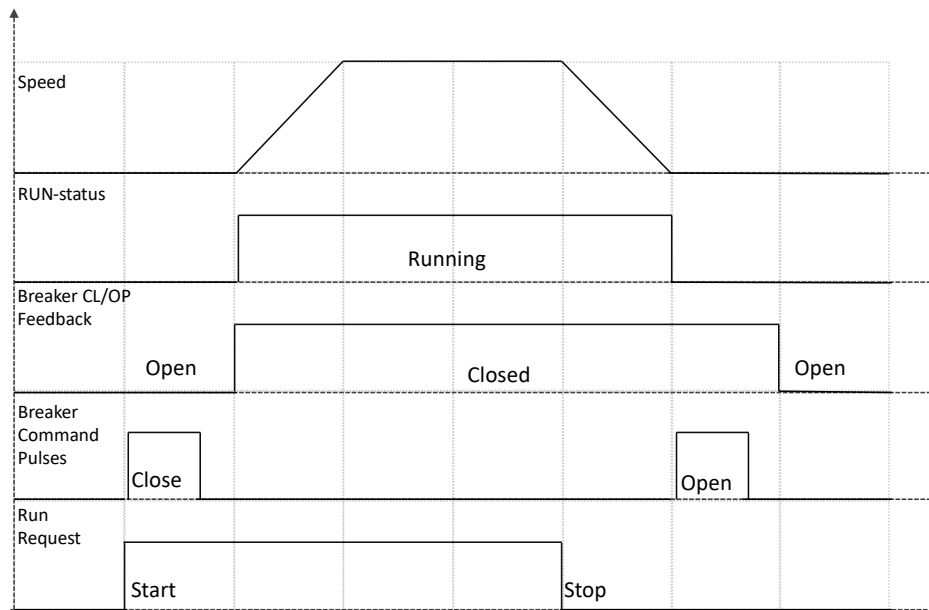 Speed
RUN-status
Running
Breaker CL/OP
Feedback
Open
Closed
Open
Breaker
Command
Pulses
Close
Open
Run
Request
Start
Stop